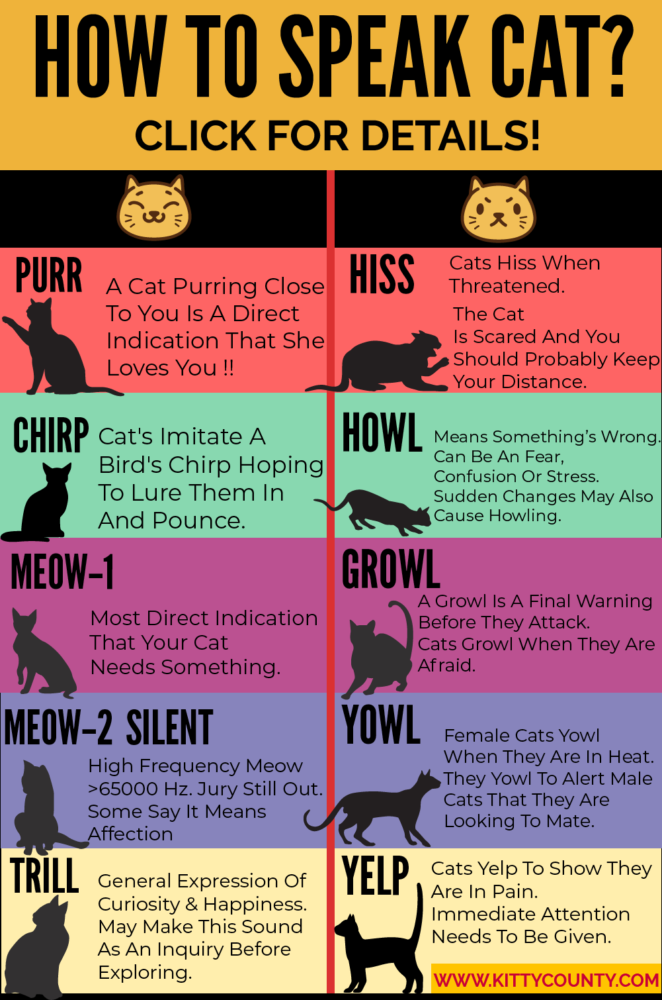 HOW TO SPEAK CAT?
CLICK FOR DETAILS!
PURR
A Cat Purring Close
To You Is A Direct
Indication That She
Loves You !!
CHIRP
Cat's Imitate A
Bird's Chirp Hoping
To Lure Them In
And Pounce.
MEOW-1
Most Direct Indication
That Your Cat
Needs Something.
MEOW-2 SILENT
High Frequency Meow
>65000 Hz. Jury Still Out.
Some Say It Means
Affection
TRILL
General Expression Of
Curiosity & Happiness.
May Make This Sound
As An Inquiry Before
Exploring.
HISS
Cats Hiss When
Threatened.
The Cat
Is Scared And You
Should Probably Keep
Your Distance.
HOWL
Means Something’s Wrong.
Can Be An Fear,
Confusion Or Stress.
Sudden Changes May Also
Cause Howling.
GROWL
A Growl Is A Final Warning
Before They Attack.
Cats Growl When They Are
Afraid.
YOWL
Female Cats Yowl
When They Are In Heat.
They Yowl To Alert Male
Cats That They Are
Looking To Mate.
YELP
Cats Yelp To Show They
Are In Pain.
Immediate Attention
Needs To Be Given.
WWW.KITTYCOUNTY.COM